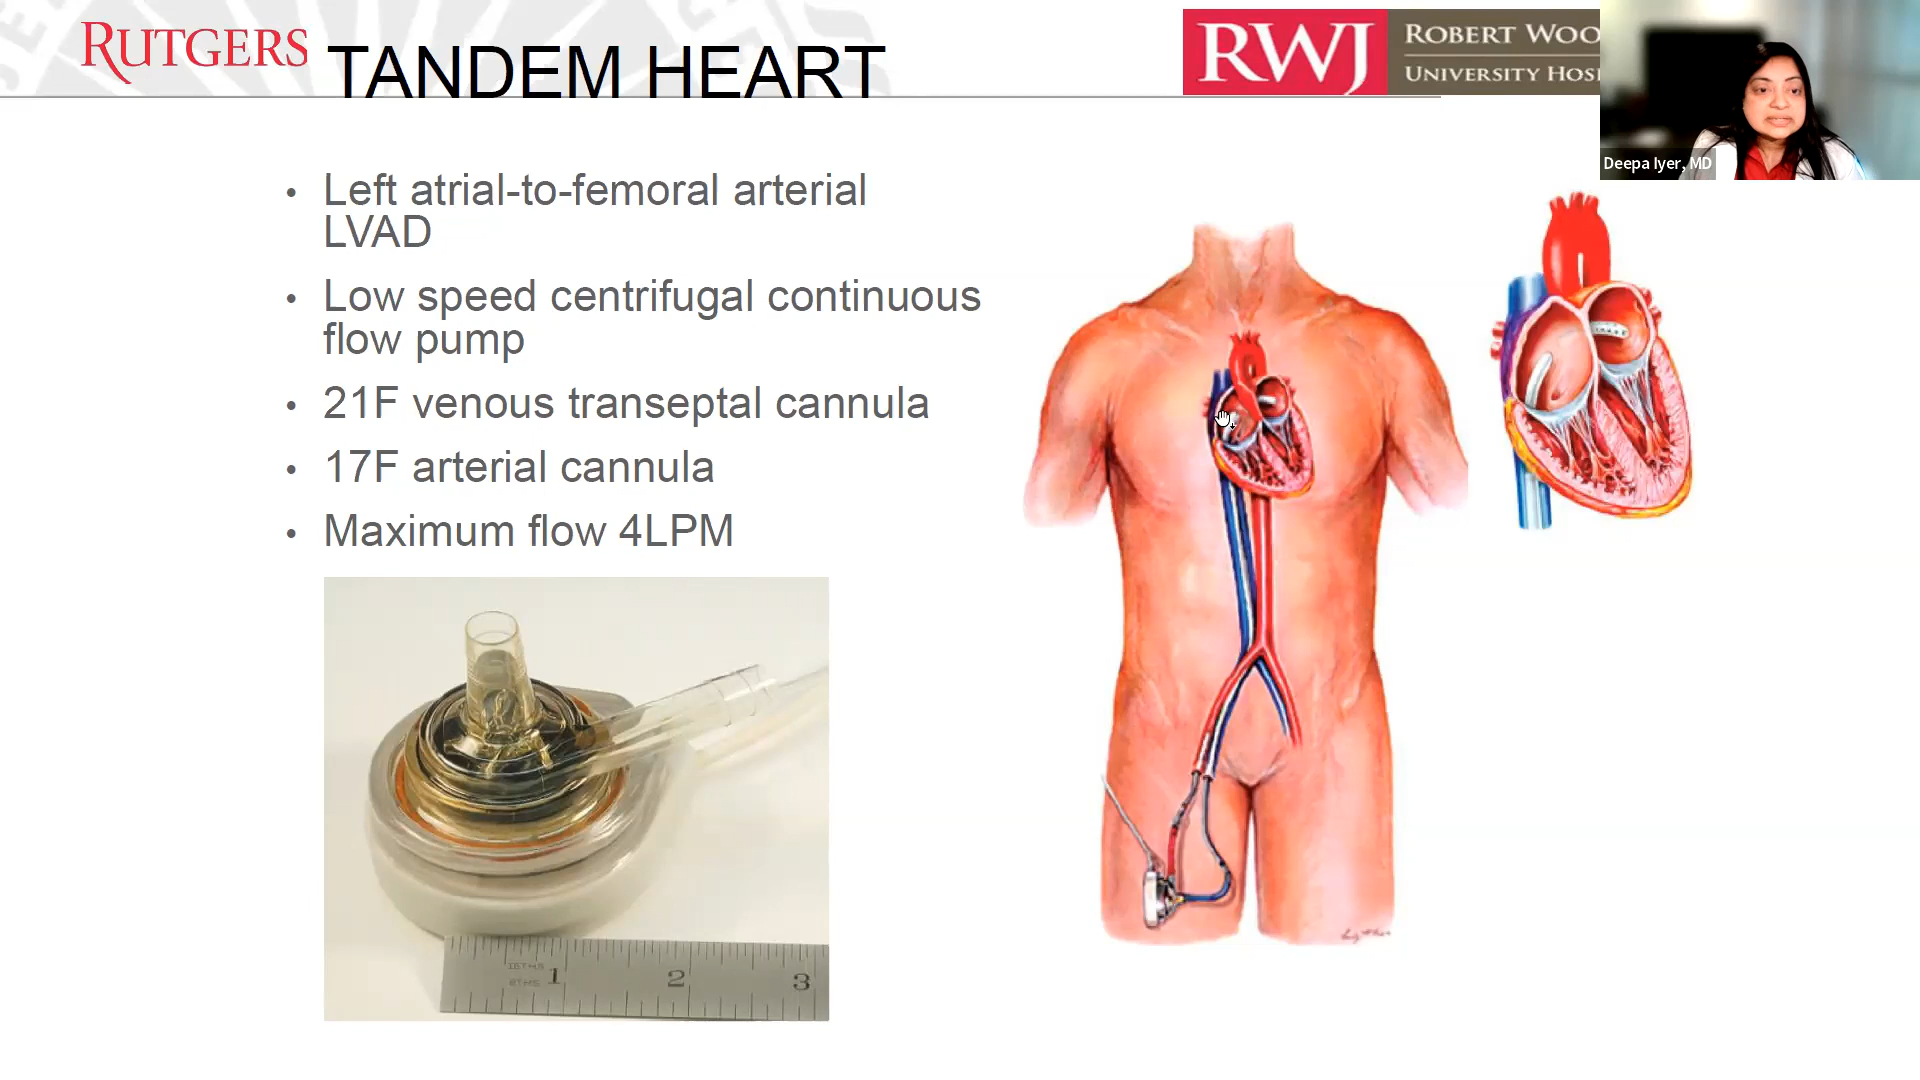 RUTGERS
TANDEM HEART
RWJ
ROBERT WOO
UNIVERSITY HOS
Deepa Iyer, MD
• Left atrial-to-femoral arterial
LVAD
• Low speed centrifugal continuous
flow pump
• 21F venous transeptal cannula
• 17F arterial cannula
• Maximum flow 4LPM
1 2 3